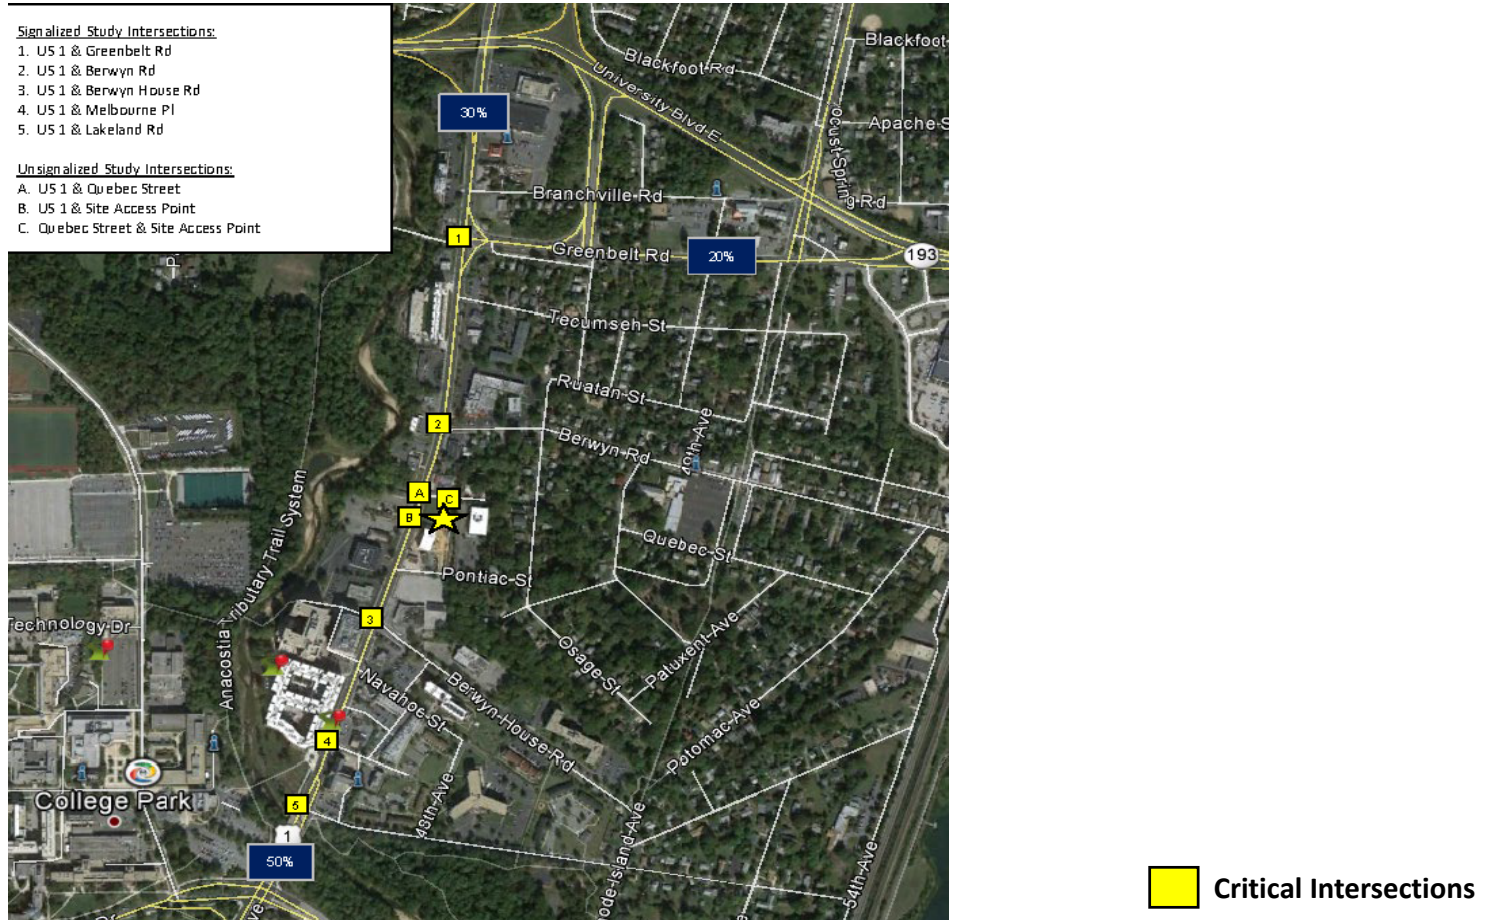 Signalized Study Intersections:
1. US 1 & Greenbelt Rd
2. US 1 & Berwyn Rd
3. US 1 & Berwyn House Rd
4. US 1 & Melbourne Pl
5. US 1 & Lakeland Rd
Unsignalized Study Intersections:
A. US 1 & Quebec Street
B. US 1 & Site Access Point
C. Quebec Street & Site Access Point
Blackfoot
Blackfoot Rd
University Blvd E
30%
Apache S
Locust Spring Rd
Branchville Rd
1
Greenbelt Rd
20%
193
Tecumseh St
Ruatan St
2
Berwyn Rd
49th Ave
A
C
B
Quebec St
Pontiac St
Anacostia Tributary Trail System
3
Technology Dr
Osage St
Patuxent Ave
Navahoe St
Berwyn House Rd
Potomac Ave
4
College Park
5
48th Ave
1
50%
ode Island Ave
54th Ave
Critical Intersections